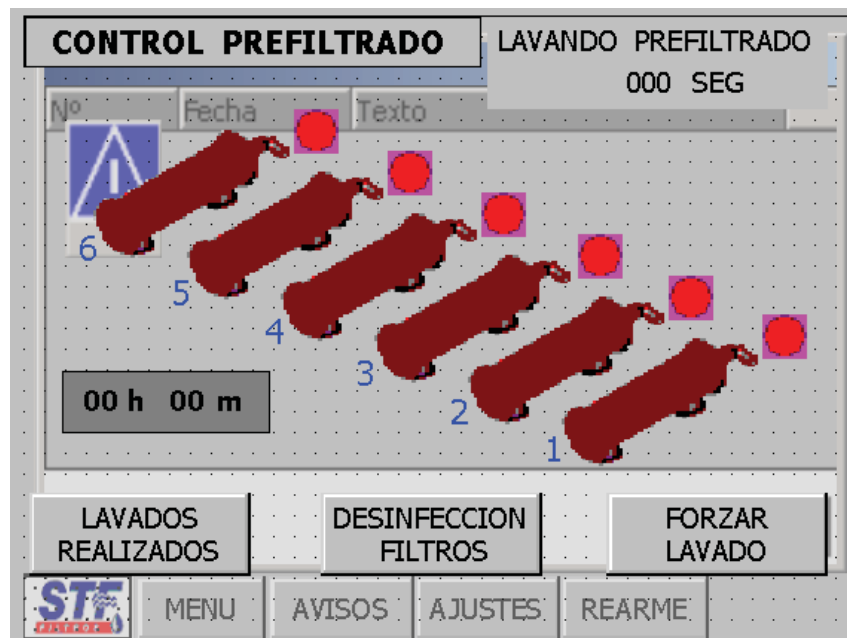 CONTROL PREFILTRADO
LAVANDO PREFILTRADO
000 SEG
Nº Fecha Texto
6
5
4
3
2
1
00 h 00 m
LAVADOS
REALIZADOS
DESINFECCION
FILTROS
FORZAR
LAVADO
STF
FILTROS
MENU
AVISOS
AJUSTES
REARME